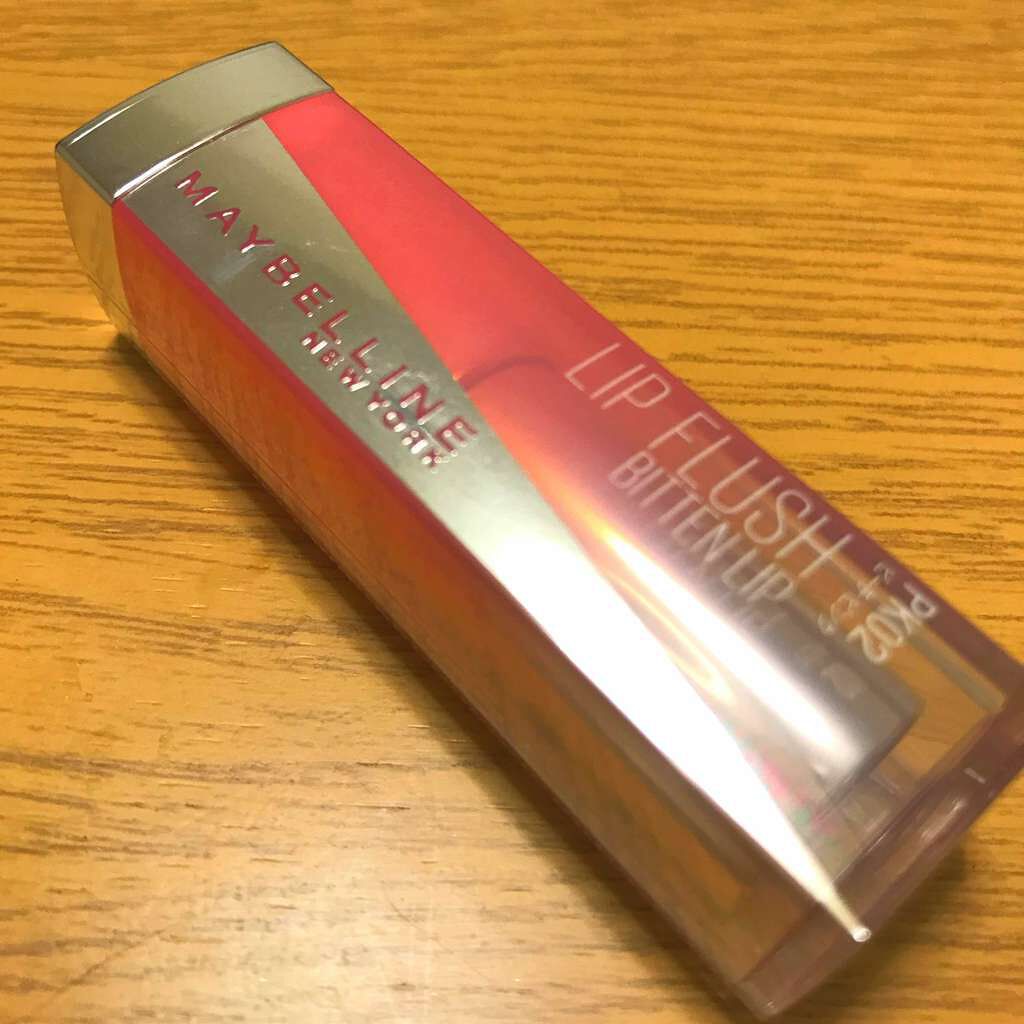 MAYBELLINE
NEW YORK
LIP FLUSH
BITTEN LIP
PK02